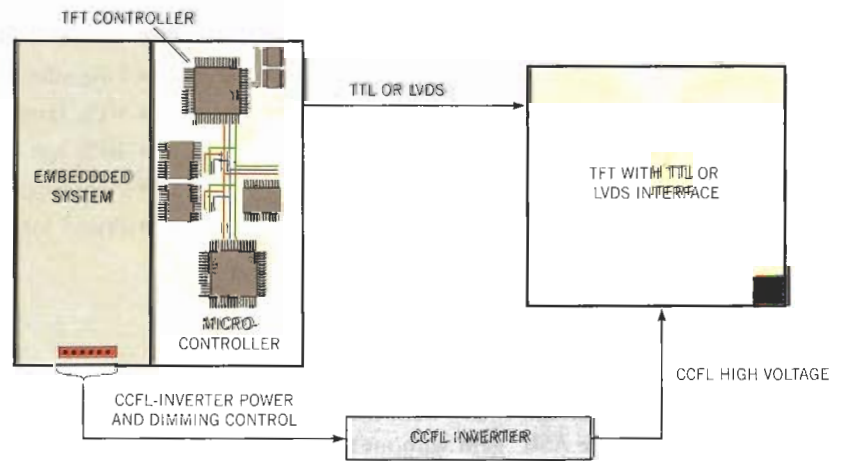 TFT CONTROLLER
TTL OR LVDS
EMBEDDDED
SYSTEM
TFT WITH TTL OR
LVDS INTERFACE
MICRO-
CONTROLLER
CCFL HIGH VOLTAGE
CCFL-INVERTER POWER
AND DIMMING CONTROL
CCFL INVERTER